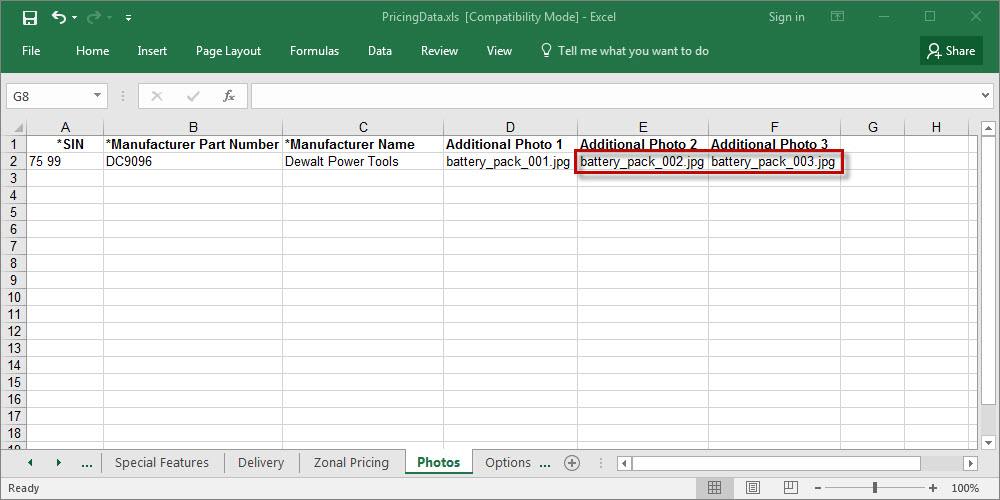 PricingData.xls [Compatibility Mode] - Excel
Sign in
File Home Insert Page Layout Formulas Data Review View Tell me what you want to do Share
G8 fx
A B C D E F G H
1 *SIN *Manufacturer Part Number *Manufacturer Name Additional Photo 1 Additional Photo 2 Additional Photo 3
2 75 99 DC9096 Dewalt Power Tools battery_pack_001.jpg battery_pack_002.jpg battery_pack_003.jpg
3
4
5
6
7
8
9
10
11
12
13
14
15
16
17
18
19
... Special Features Delivery Zonal Pricing Photos Options ...
Ready 100%